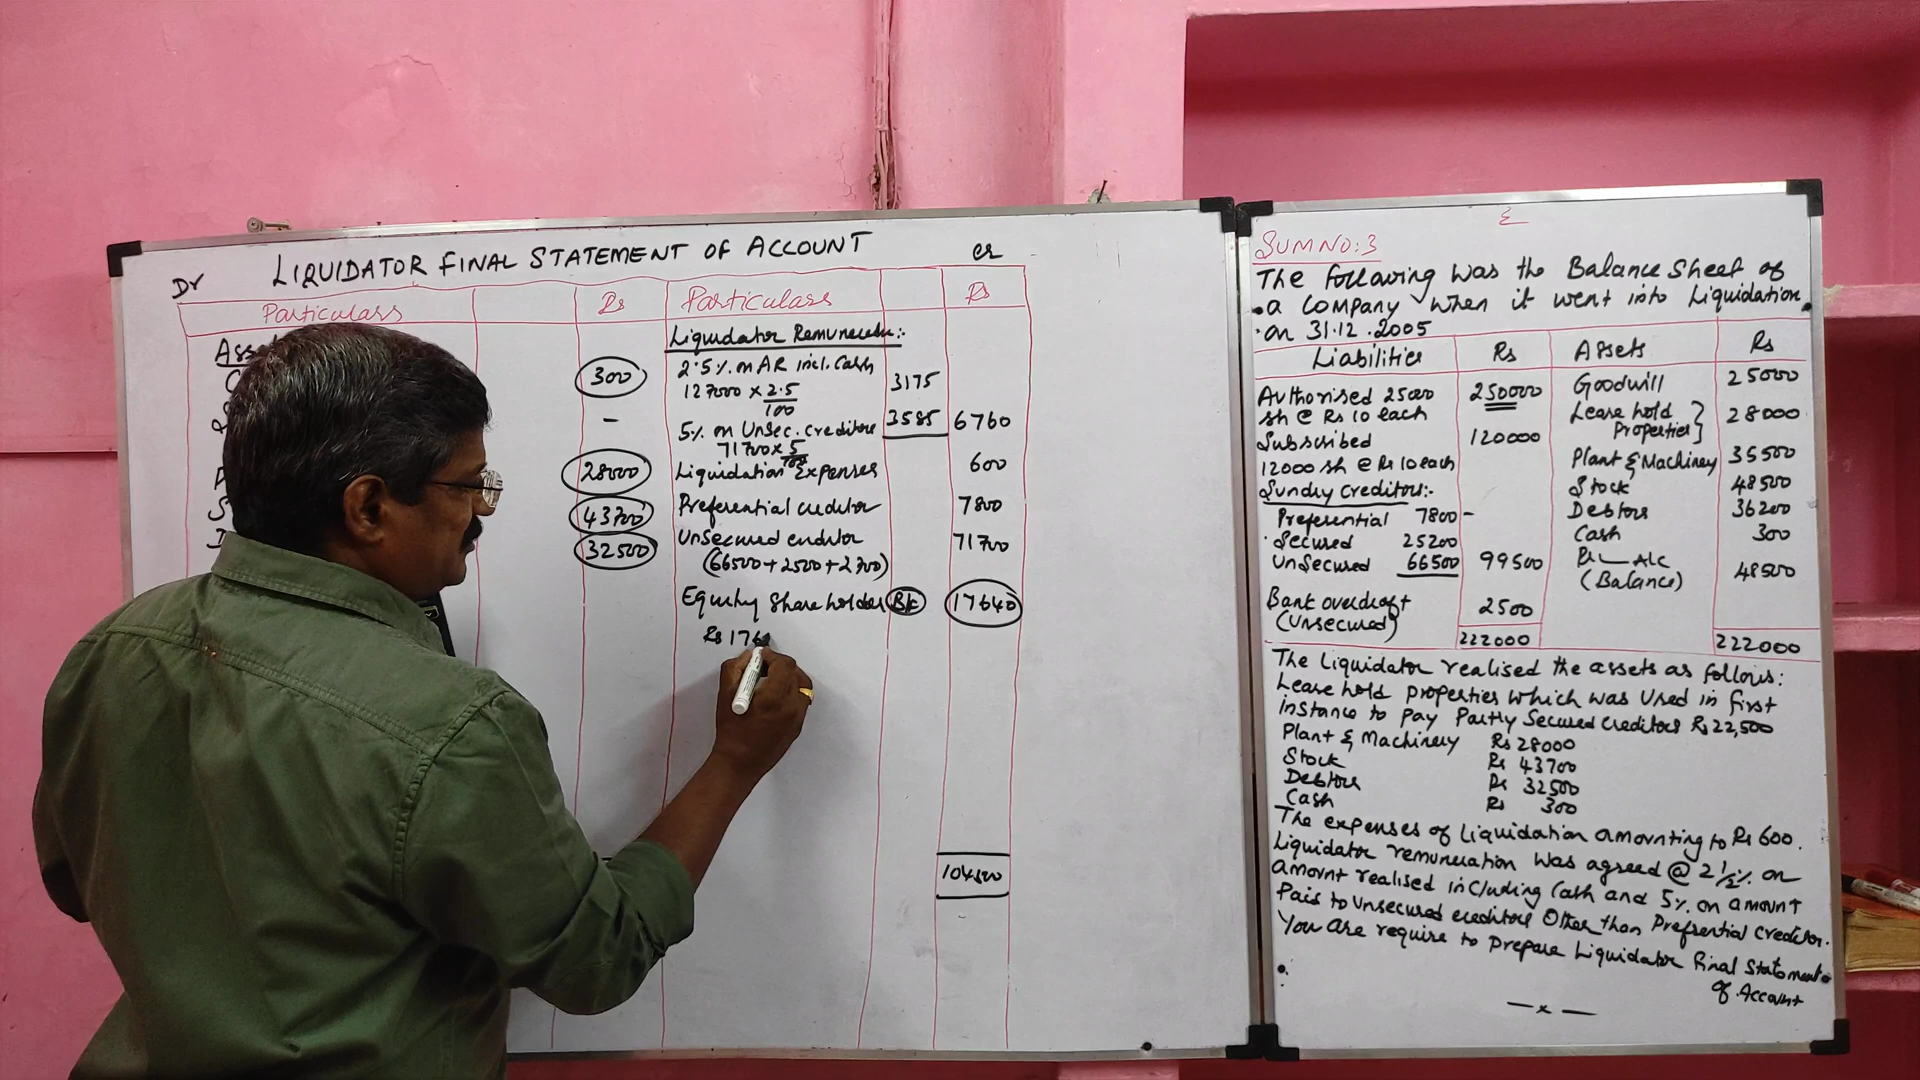 LIQUIDATOR FINAL STATEMENT OF ACCOUNT
Dr
cr
Particulars Rs Particulars Rs
Liquidator Remuneratn:-
300 2.5% on AR incl. Cash
127000 × 2.5/100 3175
- 5% on Unsec. creditors 3585 6760
71700 × 5/100
28000 Liquidation Expenses 600
43700 Preferential creditor 7800
32500 Unsecured creditor 71700
(66500+2500+2700)
Equity Shareholder B/f 17640
Rs 176
104500
SUM NO: 3
The following was the Balance Sheet of
a company when it went into Liquidation
on 31.12.2005
Liabilities Rs Assets Rs
Authorised 25000 250000 Goodwill 25000
sh @ Rs 10 each Lease hold 28000
Properties}
Subscribed 120000
12000 sh @ Rs 10 each Plant & Machinery 35500
Sundry Creditors:- Stock 48500
Preferential 7800 Debtors 36200
Secured 25200 Cash 300
Unsecured 66500 99500 P.L A/c 48500
(Balance)
Bank overdraft 2500
(Unsecured)
222000 222000
The Liquidator realised the assets as follows:
Lease hold properties which was Used in first
instance to pay Partly Secured Creditors Rs 22,500
Plant & Machinery Rs 28000
Stock Rs 43700
Debtors Rs 32500
Cash Rs 300
The expenses of Liquidation amounting to Rs 600.
Liquidator remuneration was agreed @ 2 1/2 % on
amount realised including Cash and 5% on amount
Paid to Unsecured creditors Other than Prefrential Creditor.
You are require to prepare Liquidator Final Statement
of Account
—x—